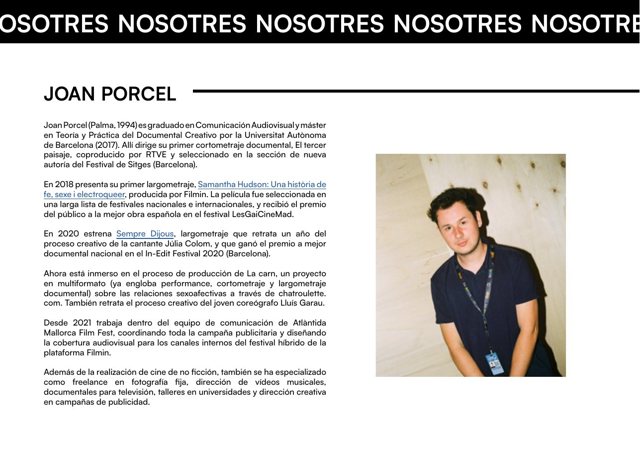 OSOTRES NOSOTRES NOSOTRES NOSOTRES NOSOTRE
JOAN PORCEL
Joan Porcel (Palma, 1994) es graduado en Comunicación Audiovisual y máster
en Teoría y Práctica del Documental Creativo por la Universitat Autònoma
de Barcelona (2017). Allí dirige su primer cortometraje documental, El tercer
paisaje, coproducido por RTVE y seleccionado en la sección de nueva
autoría del Festival de Sitges (Barcelona).
En 2018 presenta su primer largometraje, Samantha Hudson: Una història de
fe, sexe i electroqueer, producida por Filmin. La película fue seleccionada en
una larga lista de festivales nacionales e internacionales, y recibió el premio
del público a la mejor obra española en el festival LesGaiCineMad.
En 2020 estrena Sempre Dijous, largometraje que retrata un año del
proceso creativo de la cantante Júlia Colom, y que ganó el premio a mejor
documental nacional en el In-Edit Festival 2020 (Barcelona).
Ahora está inmerso en el proceso de producción de La carn, un proyecto
en multiformato (ya engloba performance, cortometraje y largometraje
documental) sobre las relaciones sexoafectivas a través de chatroulette.
com. También retrata el proceso creativo del joven coreógrafo Lluís Garau.
Desde 2021 trabaja dentro del equipo de comunicación de Atlàntida
Mallorca Film Fest, coordinando toda la campaña publicitaria y diseñando
la cobertura audiovisual para los canales internos del festival híbrido de la
plataforma Filmin.
Además de la realización de cine de no ficción, también se ha especializado
como freelance en fotografía fija, dirección de vídeos musicales,
documentales para televisión, talleres en universidades y dirección creativa
en campañas de publicidad.